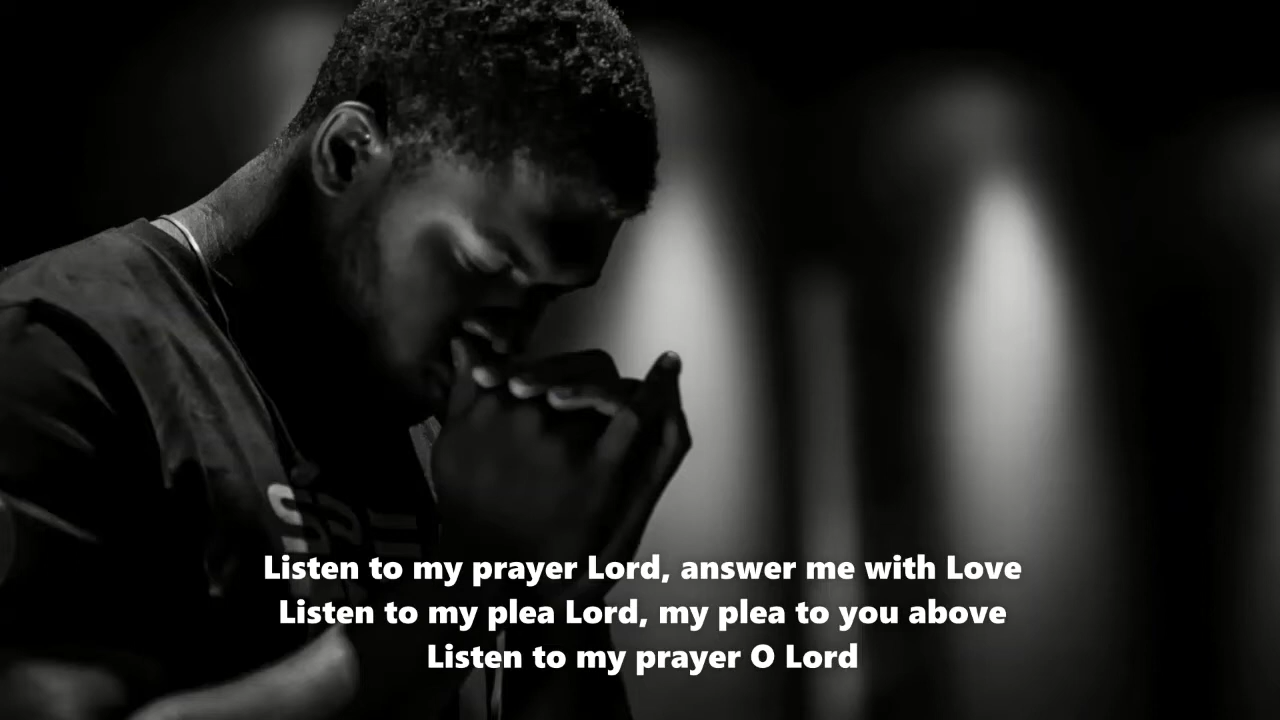 Listen to my prayer Lord, answer me with Love
Listen to my plea Lord, my plea to you above
Listen to my prayer O Lord